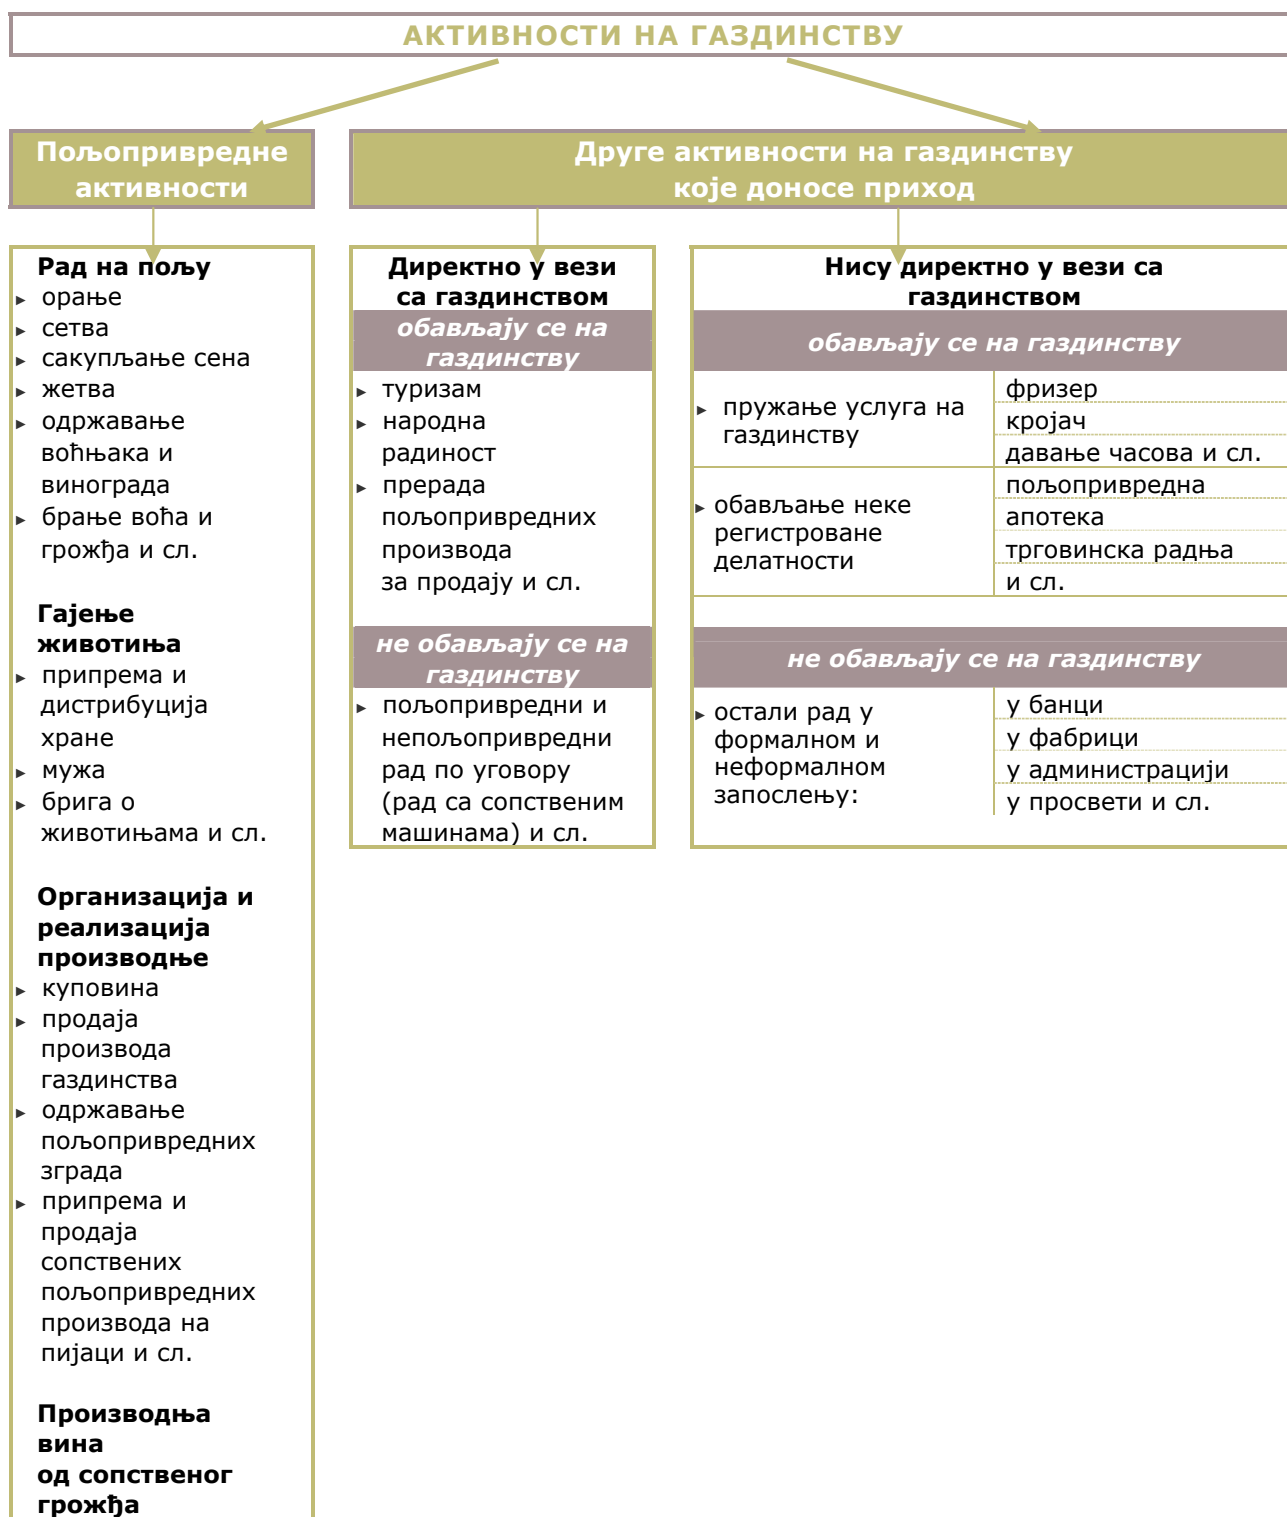 АКТИВНОСТИ НА ГАЗДИНСТВУ
Пољопривредне
активности
Друге активности на газдинству
које доносе приход
Рад на пољу
► орање
► сетва
► сакупљање сена
► жетва
► одржавање
воћњака и
винограда
► брање воћа и
грожђа и сл.
Гајење
животиња
► припрема и
дистрибуција
хране
► мужа
► брига о
животињама и сл.
Организација и
реализација
производње
► куповина
► продаја
производа
газдинства
► одржавање
пољопривредних
зграда
► припрема и
продаја
сопствених
пољопривредних
производа на
пијаци и сл.
Производња
вина
од сопственог
грожђа
Директно у вези
са газдинством
обављају се на
газдинству
► туризам
► народна
радиност
► прерада
пољопривредних
производа
за продају и сл.
не обављају се на
газдинству
► пољопривредни и
непољопривредни
рад по уговору
(рад са сопственим
машинама) и сл.
Нису директно у вези са
газдинством
обављају се на газдинству
► пружање услуга на
газдинству
фризер
кројач
давање часова и сл.
► обављање неке
регистроване
делатности
пољопривредна
апотека
трговинска радња
и сл.
не обављају се на газдинству
► остали рад у
формалном и
неформалном
запослењу:
у банци
у фабрици
у администрацији
у просвети и сл.